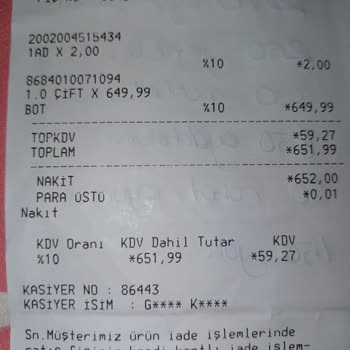 2002004515434
1AD X 2,00
%10 *2,00
8684010071094
1.0 ÇİFT X 649,99
BOT %10 *649,99
TOPKDV *59,27
TOPLAM *651,99
NAKİT *652,00
PARA ÜSTÜ *0,01
Nakit
KDV Oranı KDV Dahil Tutar KDV
%10 *651,99 *59,27
KASİYER NO : 86443
KASİYER İSİM : G**** K****
Sn.Müşterimiz ürün iade işlemlerinde